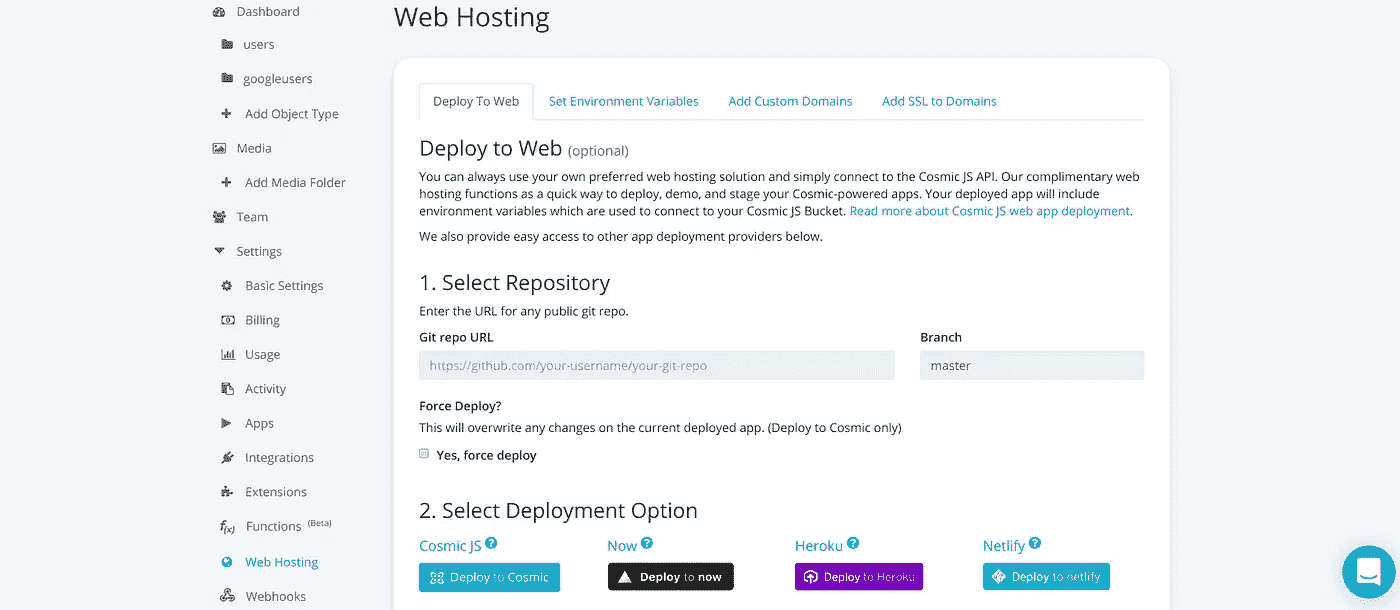 Dashboard
users
googleusers
Add Object Type
Media
Add Media Folder
Team
Settings
Basic Settings
Billing
Usage
Activity
Apps
Integrations
Extensions
f(x) Functions (Beta)
Web Hosting
Webhooks
Web Hosting
Deploy To Web Set Environment Variables Add Custom Domains Add SSL to Domains
Deploy to Web (optional)
You can always use your own preferred web hosting solution and simply connect to the Cosmic JS API. Our complimentary web
hosting functions as a quick way to deploy, demo, and stage your Cosmic-powered apps. Your deployed app will include
environment variables which are used to connect to your Cosmic JS Bucket. Read more about Cosmic JS web app deployment.
We also provide easy access to other app deployment providers below.
1. Select Repository
Enter the URL for any public git repo.
Git repo URL Branch
https://github.com/your-username/your-git-repo master
Force Deploy?
This will overwrite any changes on the current deployed app. (Deploy to Cosmic only)
Yes, force deploy
2. Select Deployment Option
Cosmic JS ? Now ? Heroku ? Netlify ?
Deploy to Cosmic Deploy to now Deploy to Heroku Deploy to netlify